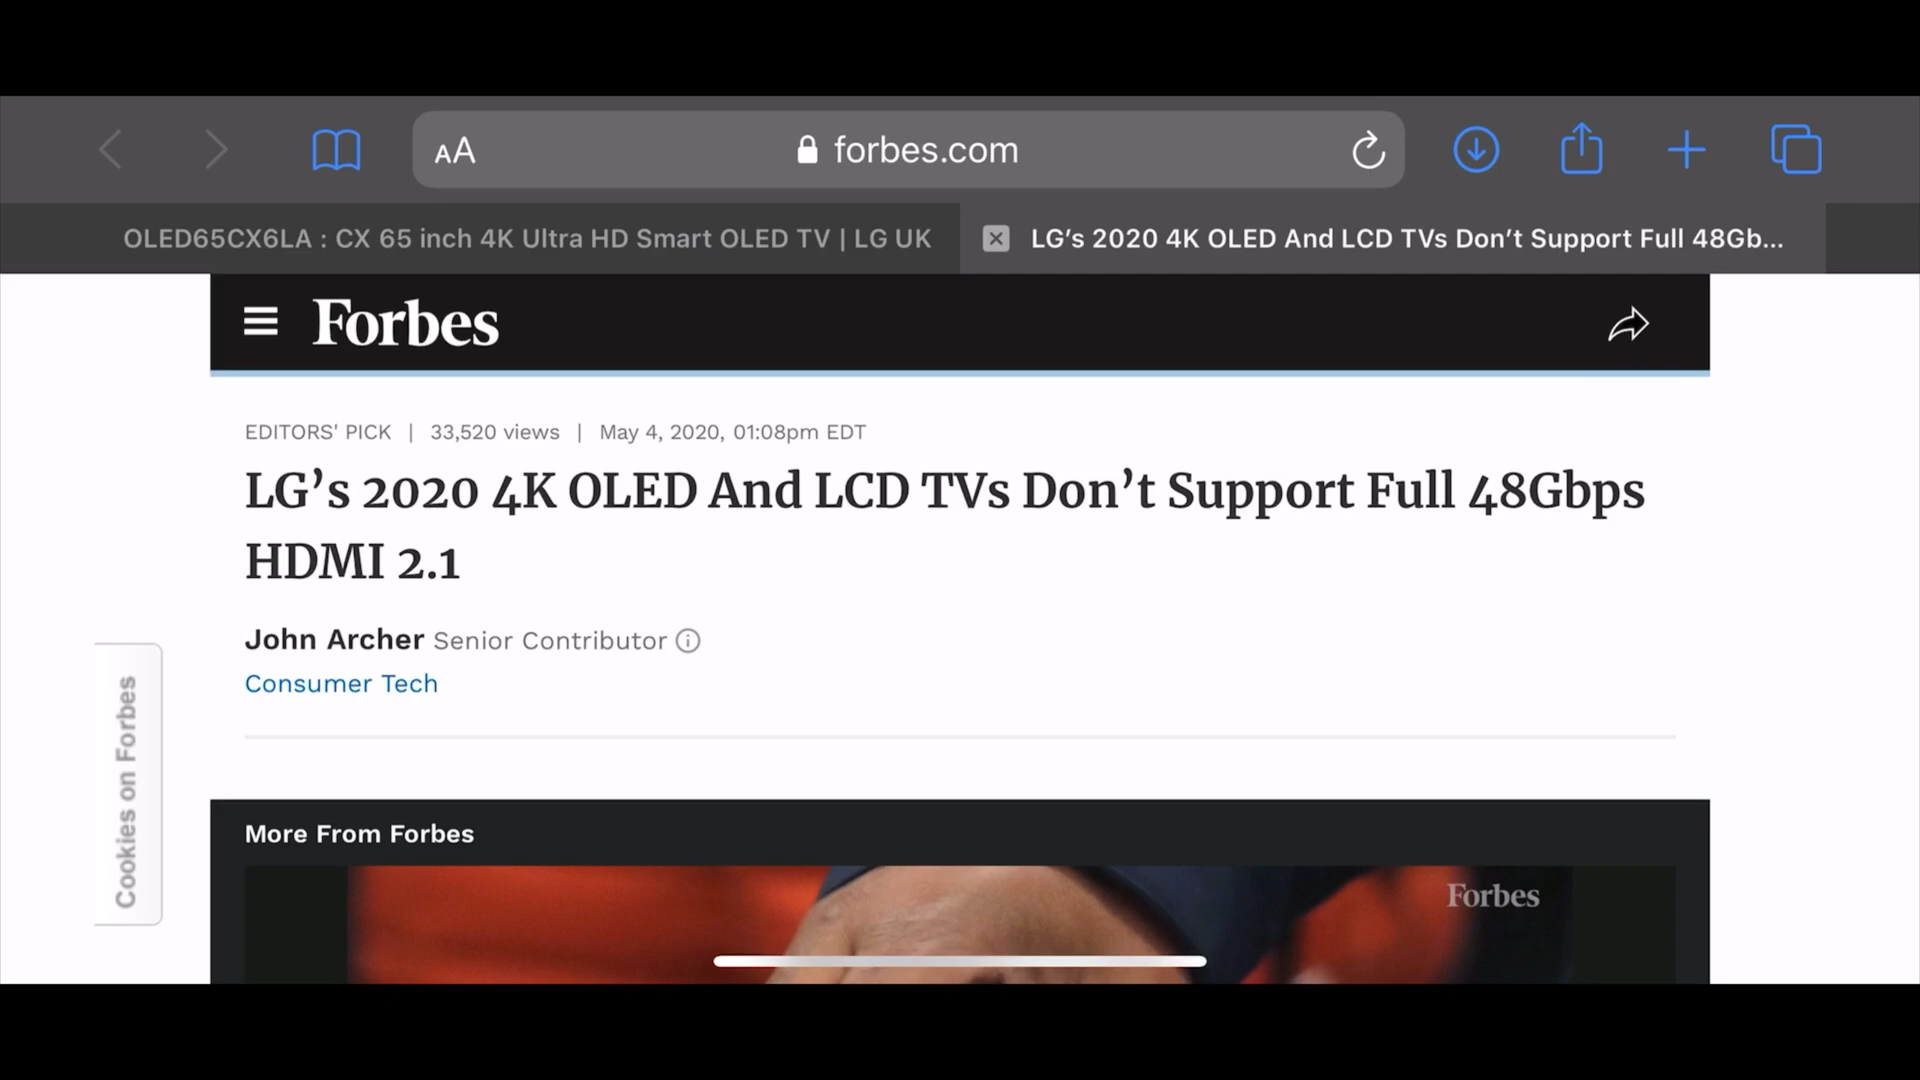 AA
forbes.com
OLED65CX6LA : CX 65 inch 4K Ultra HD Smart OLED TV | LG UK
LG’s 2020 4K OLED And LCD TVs Don’t Support Full 48Gb...
Forbes
EDITORS' PICK | 33,520 views | May 4, 2020, 01:08pm EDT
LG’s 2020 4K OLED And LCD TVs Don’t Support Full 48Gbps
HDMI 2.1
John Archer Senior Contributor
Consumer Tech
Cookies on Forbes
More From Forbes
Forbes